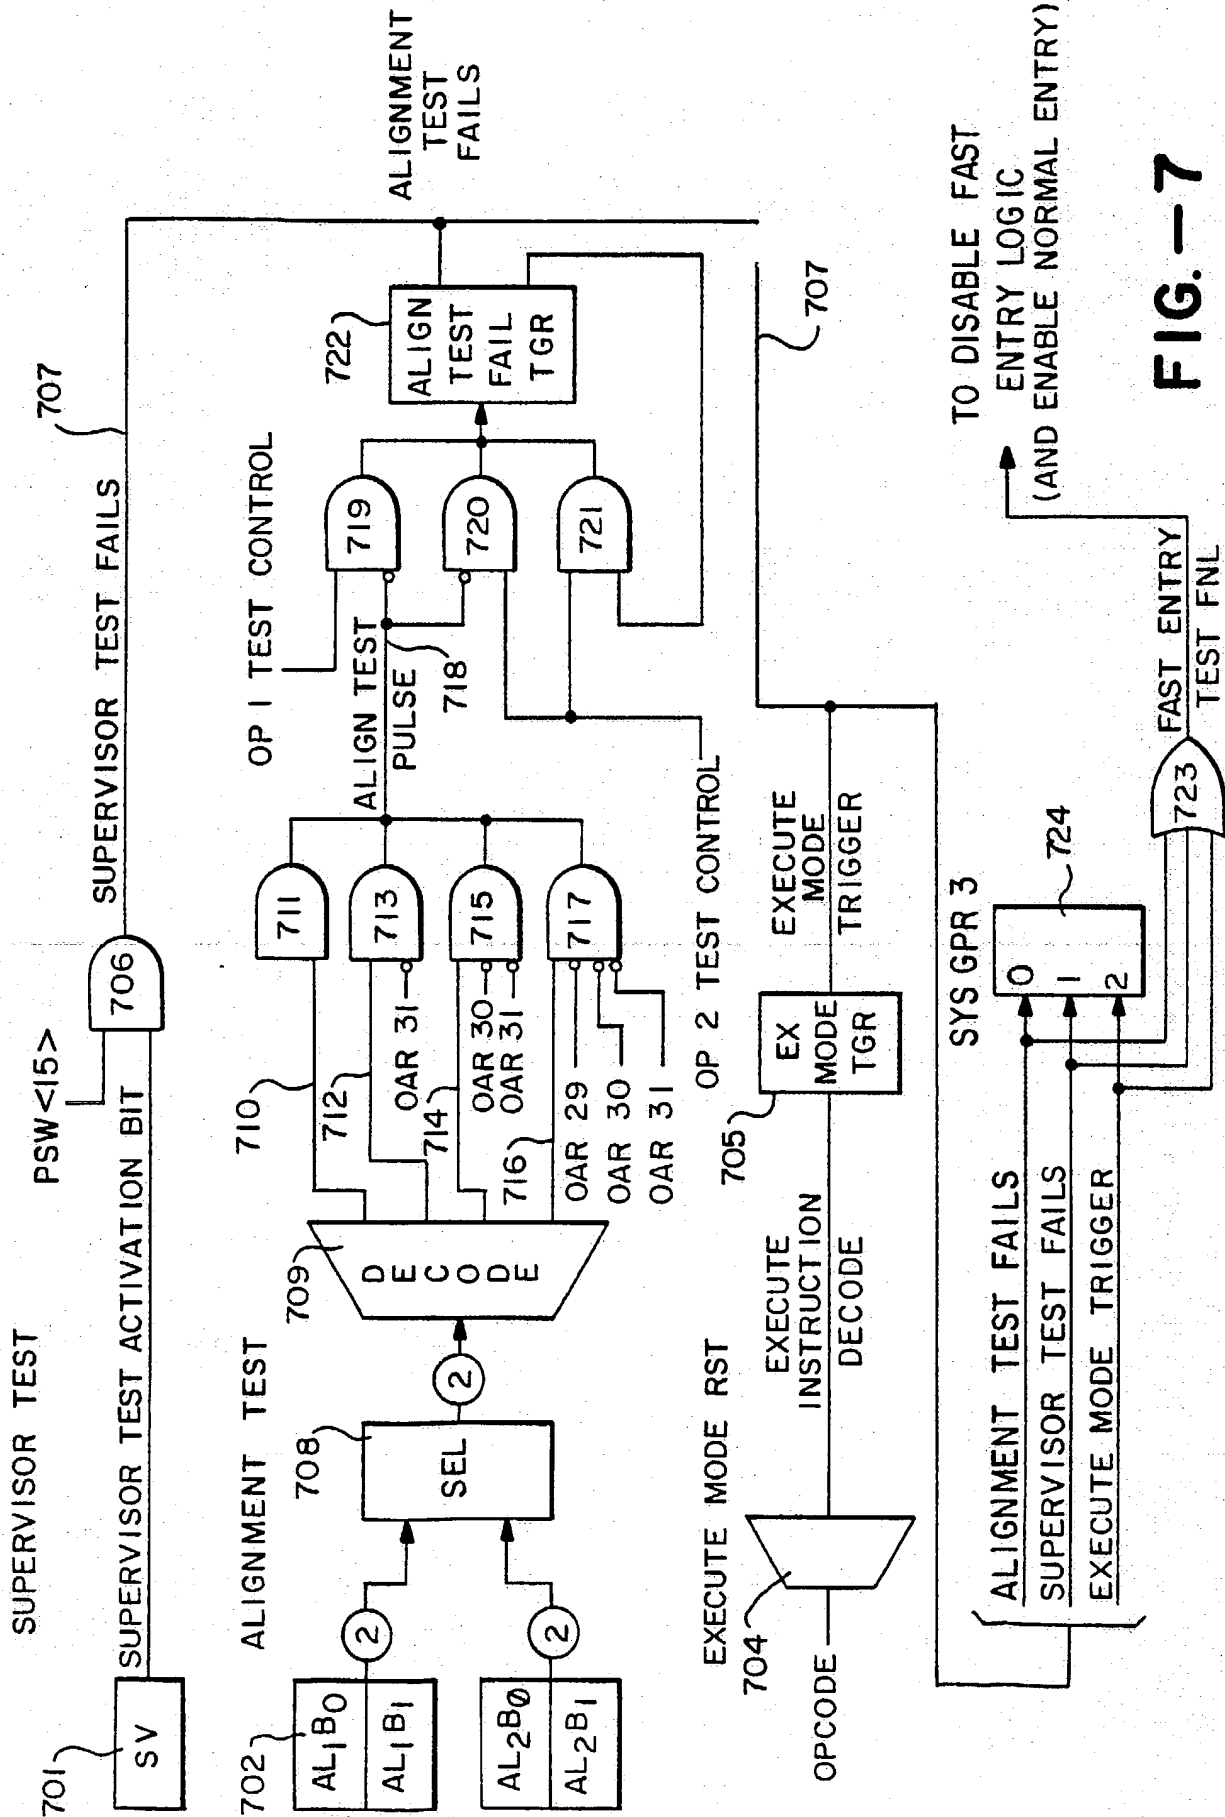 SUPERVISOR TEST
701
SV
SUPERVISOR TEST ACTIVATION BIT
PSW<15>
706
SUPERVISOR TEST FAILS
707
ALIGNMENT TEST
702
AL1B0
AL1B1
AL2B0
AL2B1
2
2
708
SEL
2
709
DECODE
710
712
OAR 31
714
OAR 30
OAR 31
716
OAR 29
OAR 30
OAR 31
711
713
715
717
ALIGN TEST
PULSE
718
OP 1 TEST CONTROL
OP 2 TEST CONTROL
719
720
721
722
ALIGN
TEST
FAIL
TGR
ALIGNMENT
TEST
FAILS
707
EXECUTE MODE RST
704
OPCODE
EXECUTE
INSTRUCTION
DECODE
705
EX
MODE
TGR
EXECUTE
MODE
TRIGGER
ALIGNMENT TEST FAILS
SUPERVISOR TEST FAILS
EXECUTE MODE TRIGGER
SYS GPR 3
0
1
2
724
723
FAST ENTRY
TEST FNL
TO DISABLE FAST
ENTRY LOGIC
(AND ENABLE NORMAL ENTRY)
FIG.-7